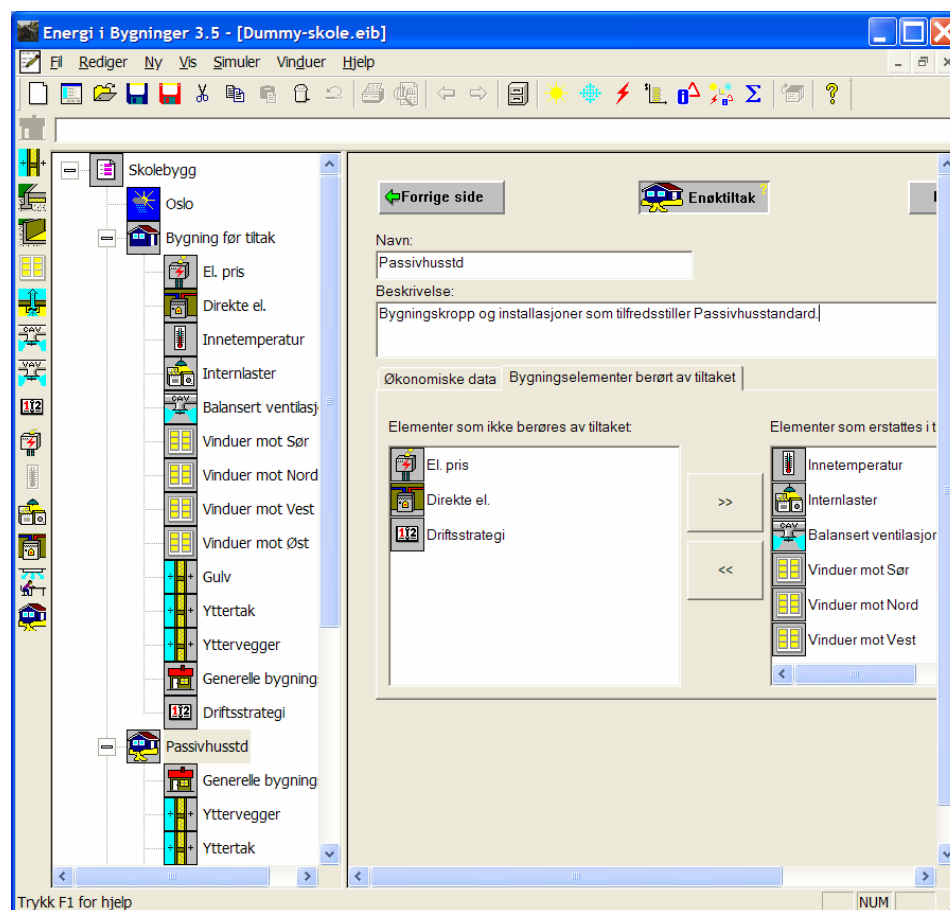 Energi i Bygninger 3.5 - [Dummy-skole.eib]
Fil Rediger Ny Vis Simuler Vinduer Hjelp
Skolebygg
Oslo
Bygning før tiltak
El. pris
Direkte el.
Innetemperatur
Internlaster
Balansert ventilasj
Vinduer mot Sør
Vinduer mot Nord
Vinduer mot Vest
Vinduer mot Øst
Gulv
Yttertak
Yttervegger
Generelle bygning
Driftsstrategi
Passivhusstd
Generelle bygning
Yttervegger
Yttertak
Forrige side
Enøktiltak
Navn:
Passivhusstd
Beskrivelse:
Bygningskropp og installasjoner som tilfredsstiller Passivhusstandard.
Økonomiske data Bygningselementer berørt av tiltaket
Elementer som ikke berøres av tiltaket:
El. pris
Direkte el.
Driftsstrategi
>>
<<
Elementer som erstattes i t
Innetemperatur
Internlaster
Balansert ventilasjor
Vinduer mot Sør
Vinduer mot Nord
Vinduer mot Vest
Trykk F1 for hjelp
NUM